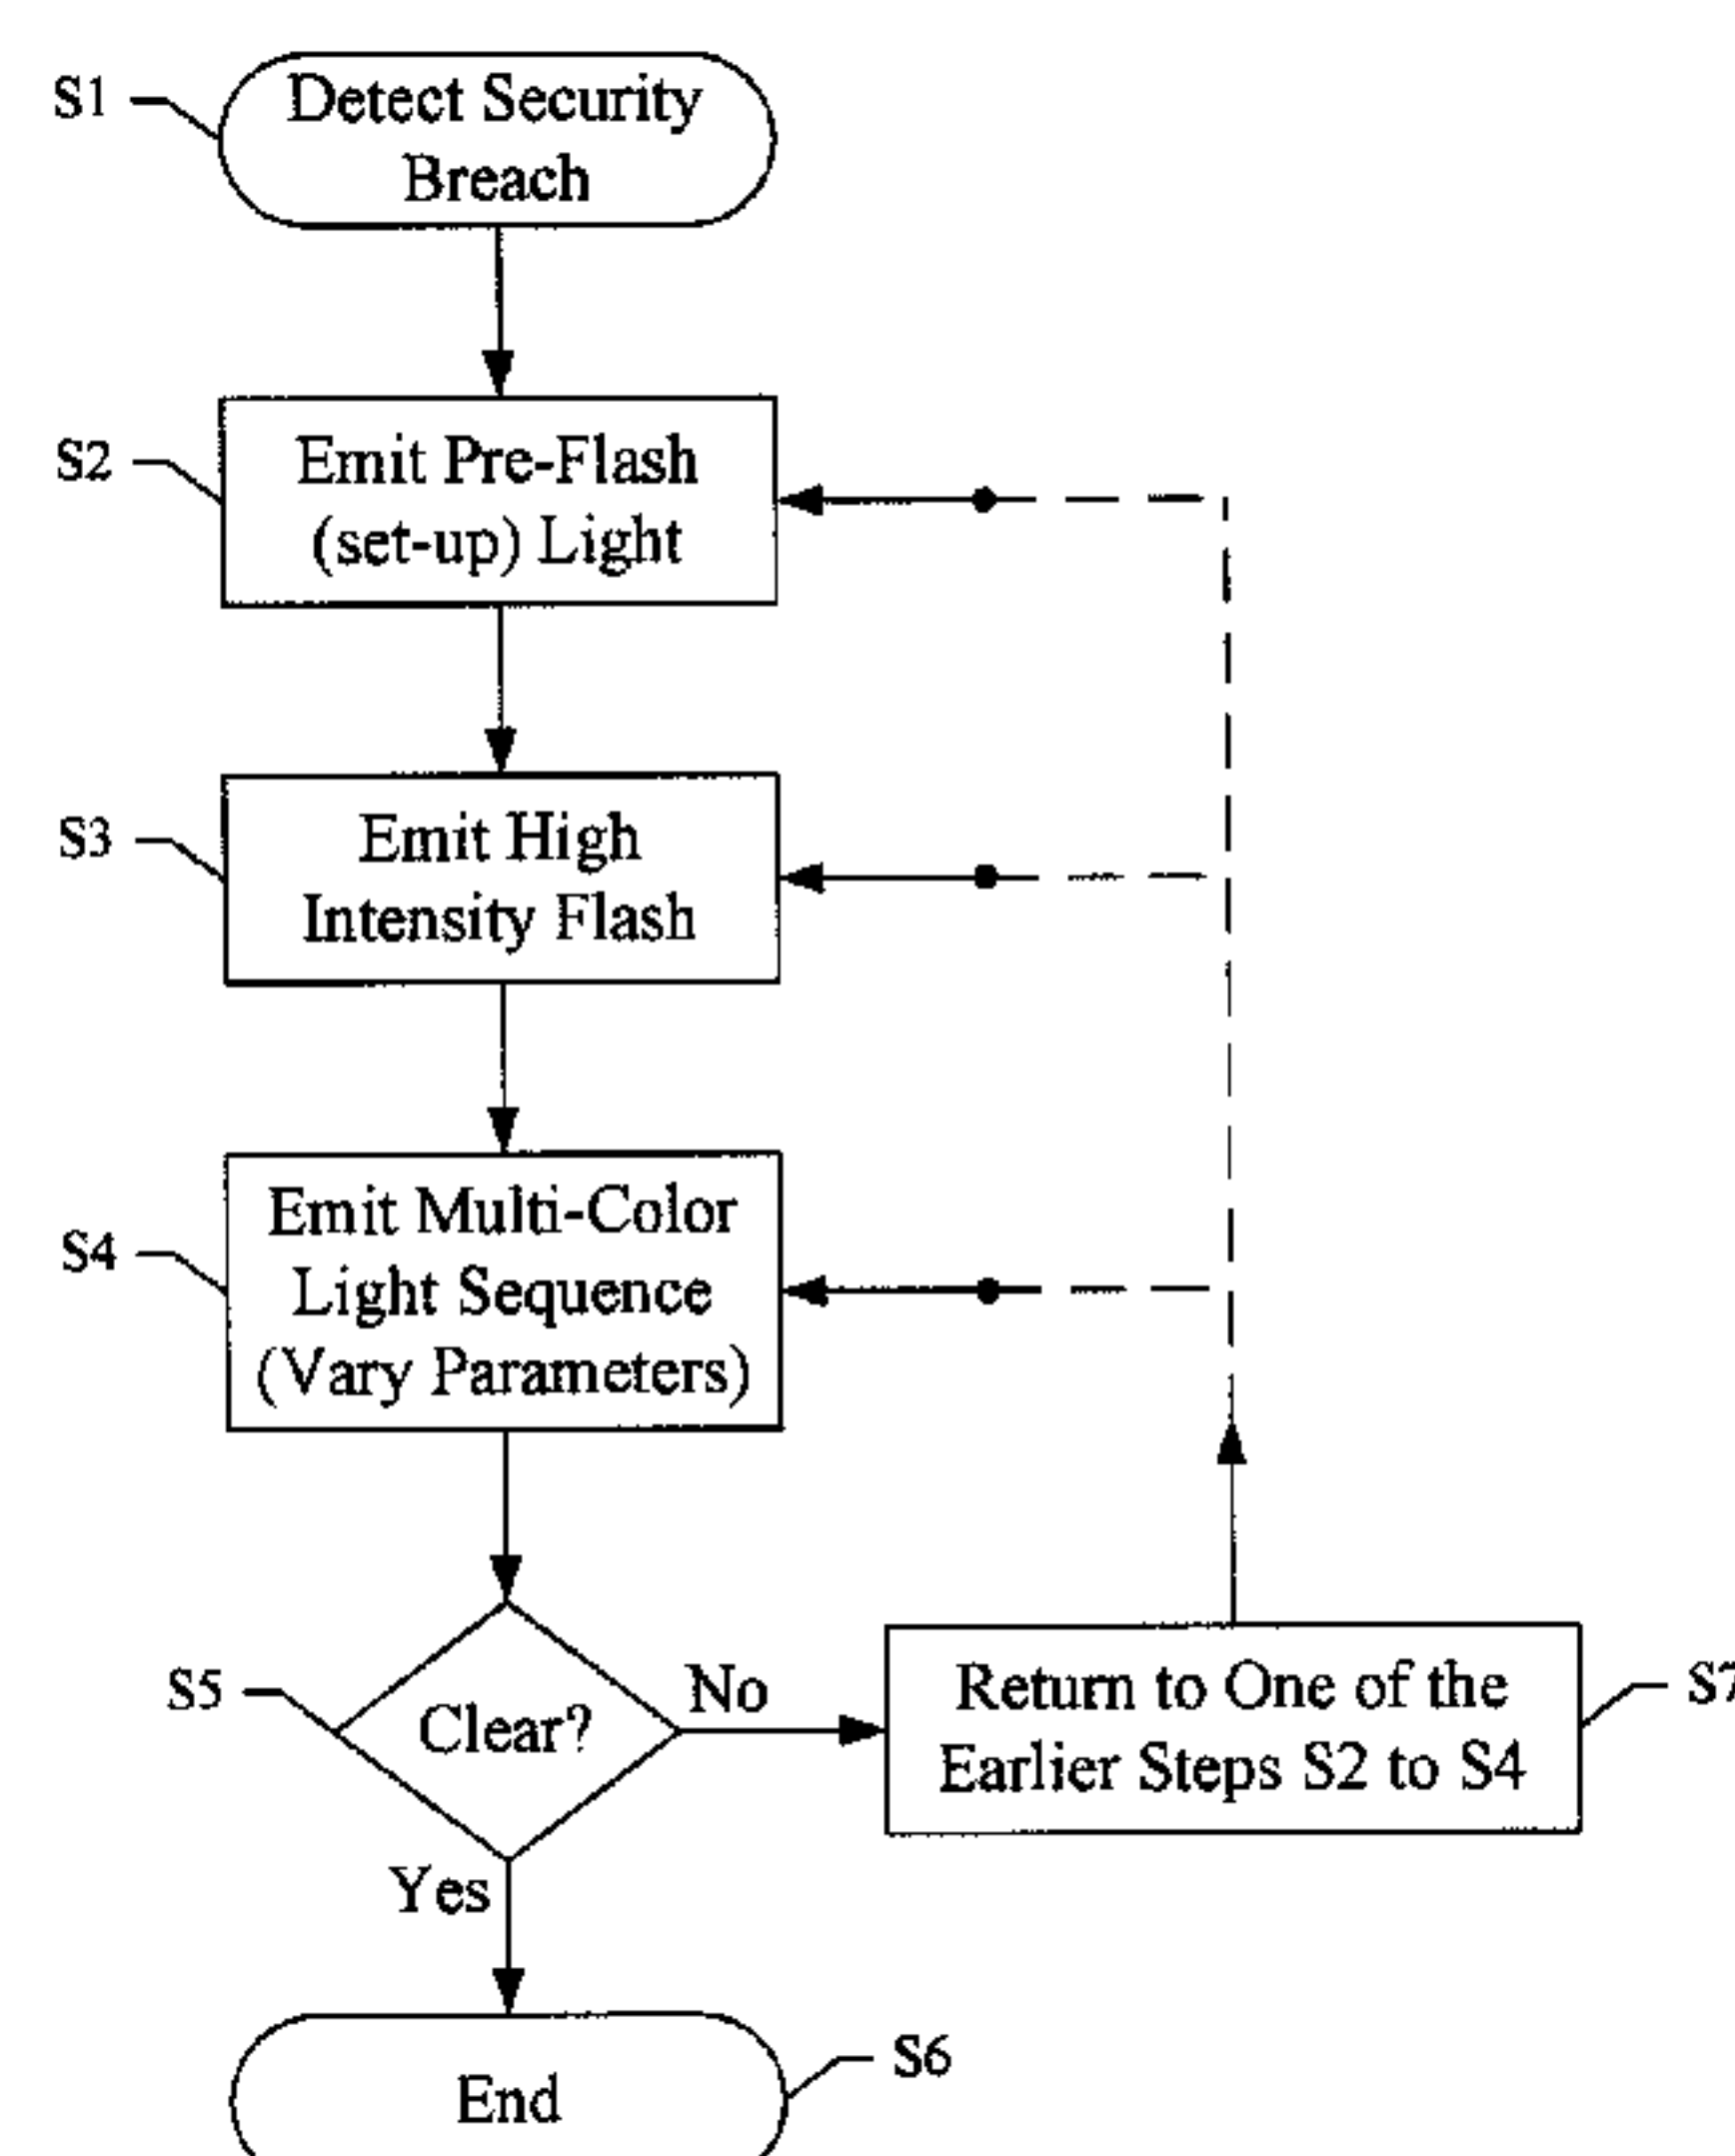 S1
Detect Security
Breach
S2
Emit Pre-Flash
(set-up) Light
S3
Emit High
Intensity Flash
S4
Emit Multi-Color
Light Sequence
(Vary Parameters)
S5
Clear?
No
Return to One of the
Earlier Steps S2 to S4
S7
Yes
End
S6